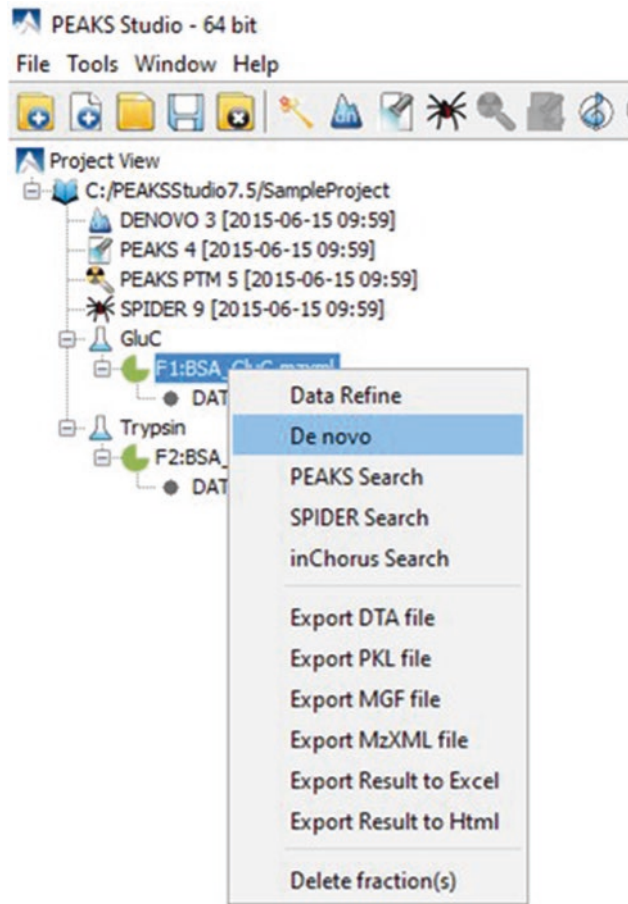 PEAKS Studio - 64 bit
File Tools Window Help
dn
Project View
C:/PEAKSStudio7.5/SampleProject
DENOVO 3 [2015-06-15 09:59]
PEAKS 4 [2015-06-15 09:59]
PEAKS PTM 5 [2015-06-15 09:59]
SPIDER 9 [2015-06-15 09:59]
GluC
F1:BSA_GluC.mzxml
DAT
Trypsin
F2:BSA_
DAT
Data Refine
De novo
PEAKS Search
SPIDER Search
inChorus Search
Export DTA file
Export PKL file
Export MGF file
Export MzXML file
Export Result to Excel
Export Result to Html
Delete fraction(s)